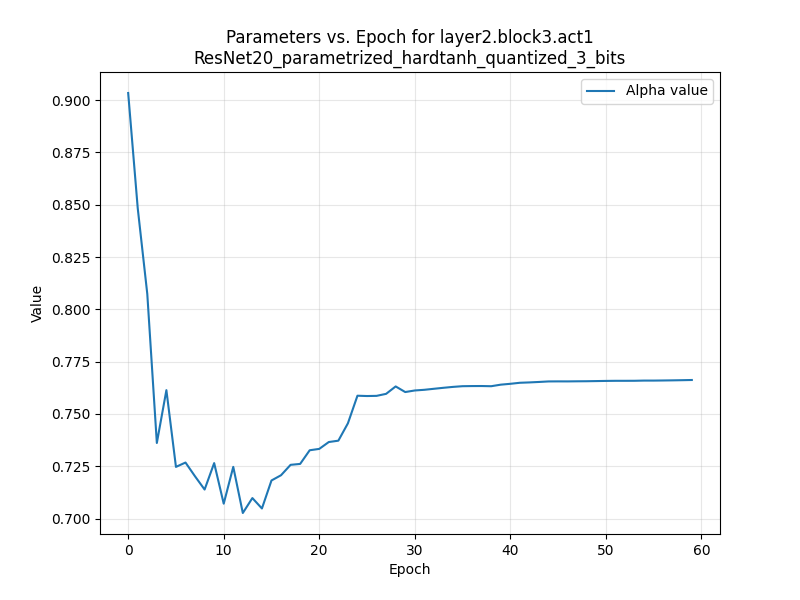 Parameters vs. Epoch for layer2.block3.act1
ResNet20_parametrized_hardtanh_quantized_3_bits
Alpha value
0.900
0.875
0.850
0.825
0.800
0.775
0.750
0.725
0.700
Value
0 10 20 30 40 50 60
Epoch